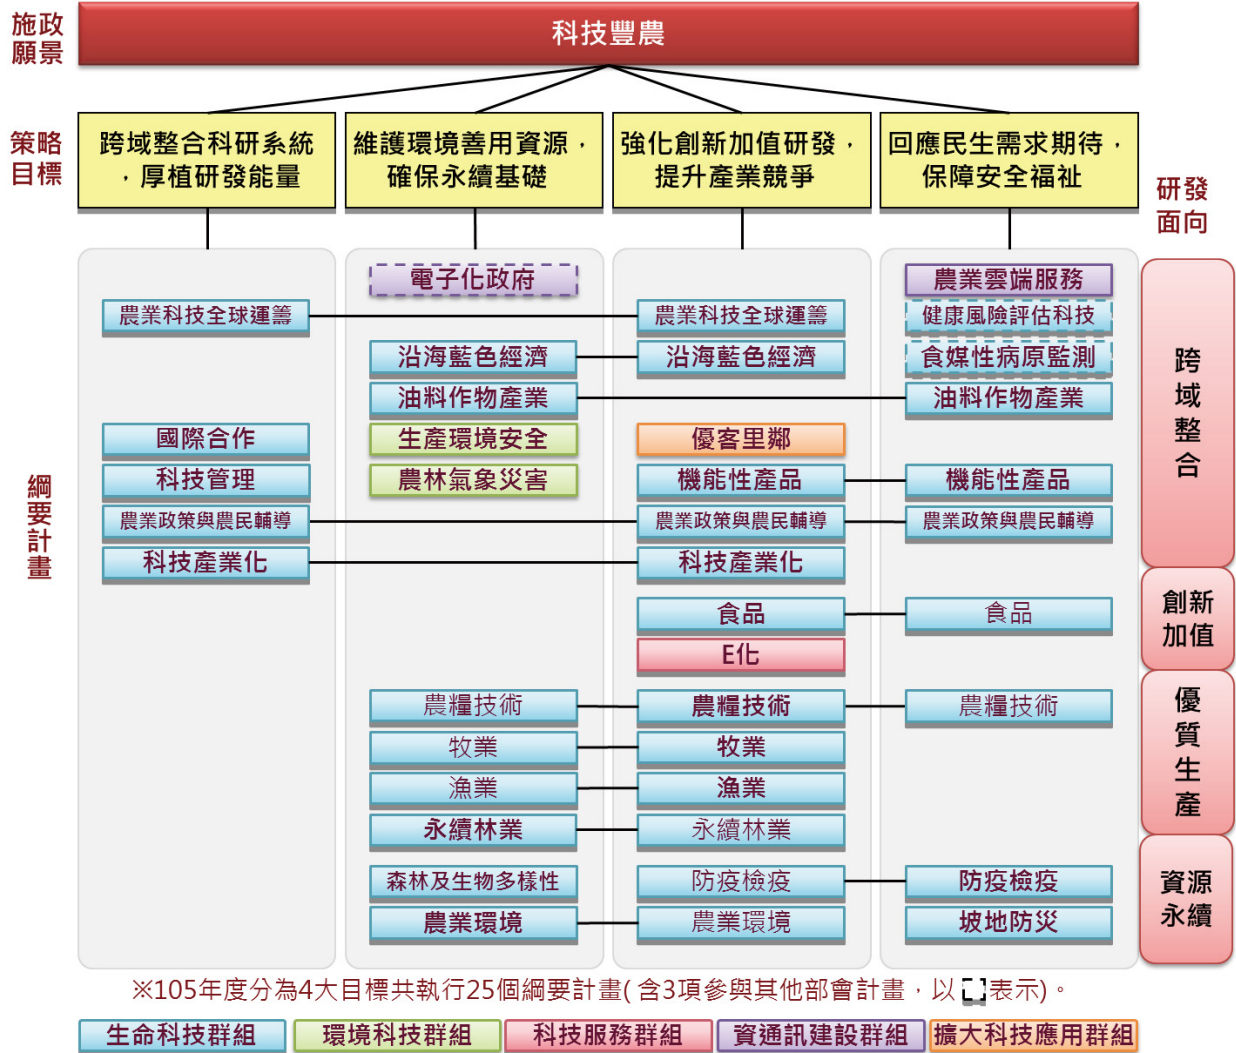 施政
願景
科技豐農
策略
目標
跨域整合科研系統
，厚植研發能量
維護環境善用資源，
確保永續基礎
強化創新加值研發，
提升產業競爭
回應民生需求期待，
保障安全福祉
研發
面向
綱要計畫
電子化政府
農業雲端服務
農業科技全球運籌
農業科技全球運籌
健康風險評估科技
沿海藍色經濟
沿海藍色經濟
食媒性病原監測
油料作物產業
油料作物產業
國際合作
生產環境安全
優客里鄰
科技管理
農林氣象災害
機能性產品
機能性產品
農業政策與農民輔導
農業政策與農民輔導
農業政策與農民輔導
科技產業化
科技產業化
跨域整合
食品
食品
E化
創新
加值
農糧技術
農糧技術
農糧技術
牧業
牧業
漁業
漁業
永續林業
永續林業
優質生產
森林及生物多樣性
防疫檢疫
防疫檢疫
農業環境
農業環境
坡地防災
資源
永續
※105年度分為4大目標共執行25個綱要計畫( 含3項參與其他部會計畫，以 表示)。
生命科技群組
環境科技群組
科技服務群組
資通訊建設群組
擴大科技應用群組